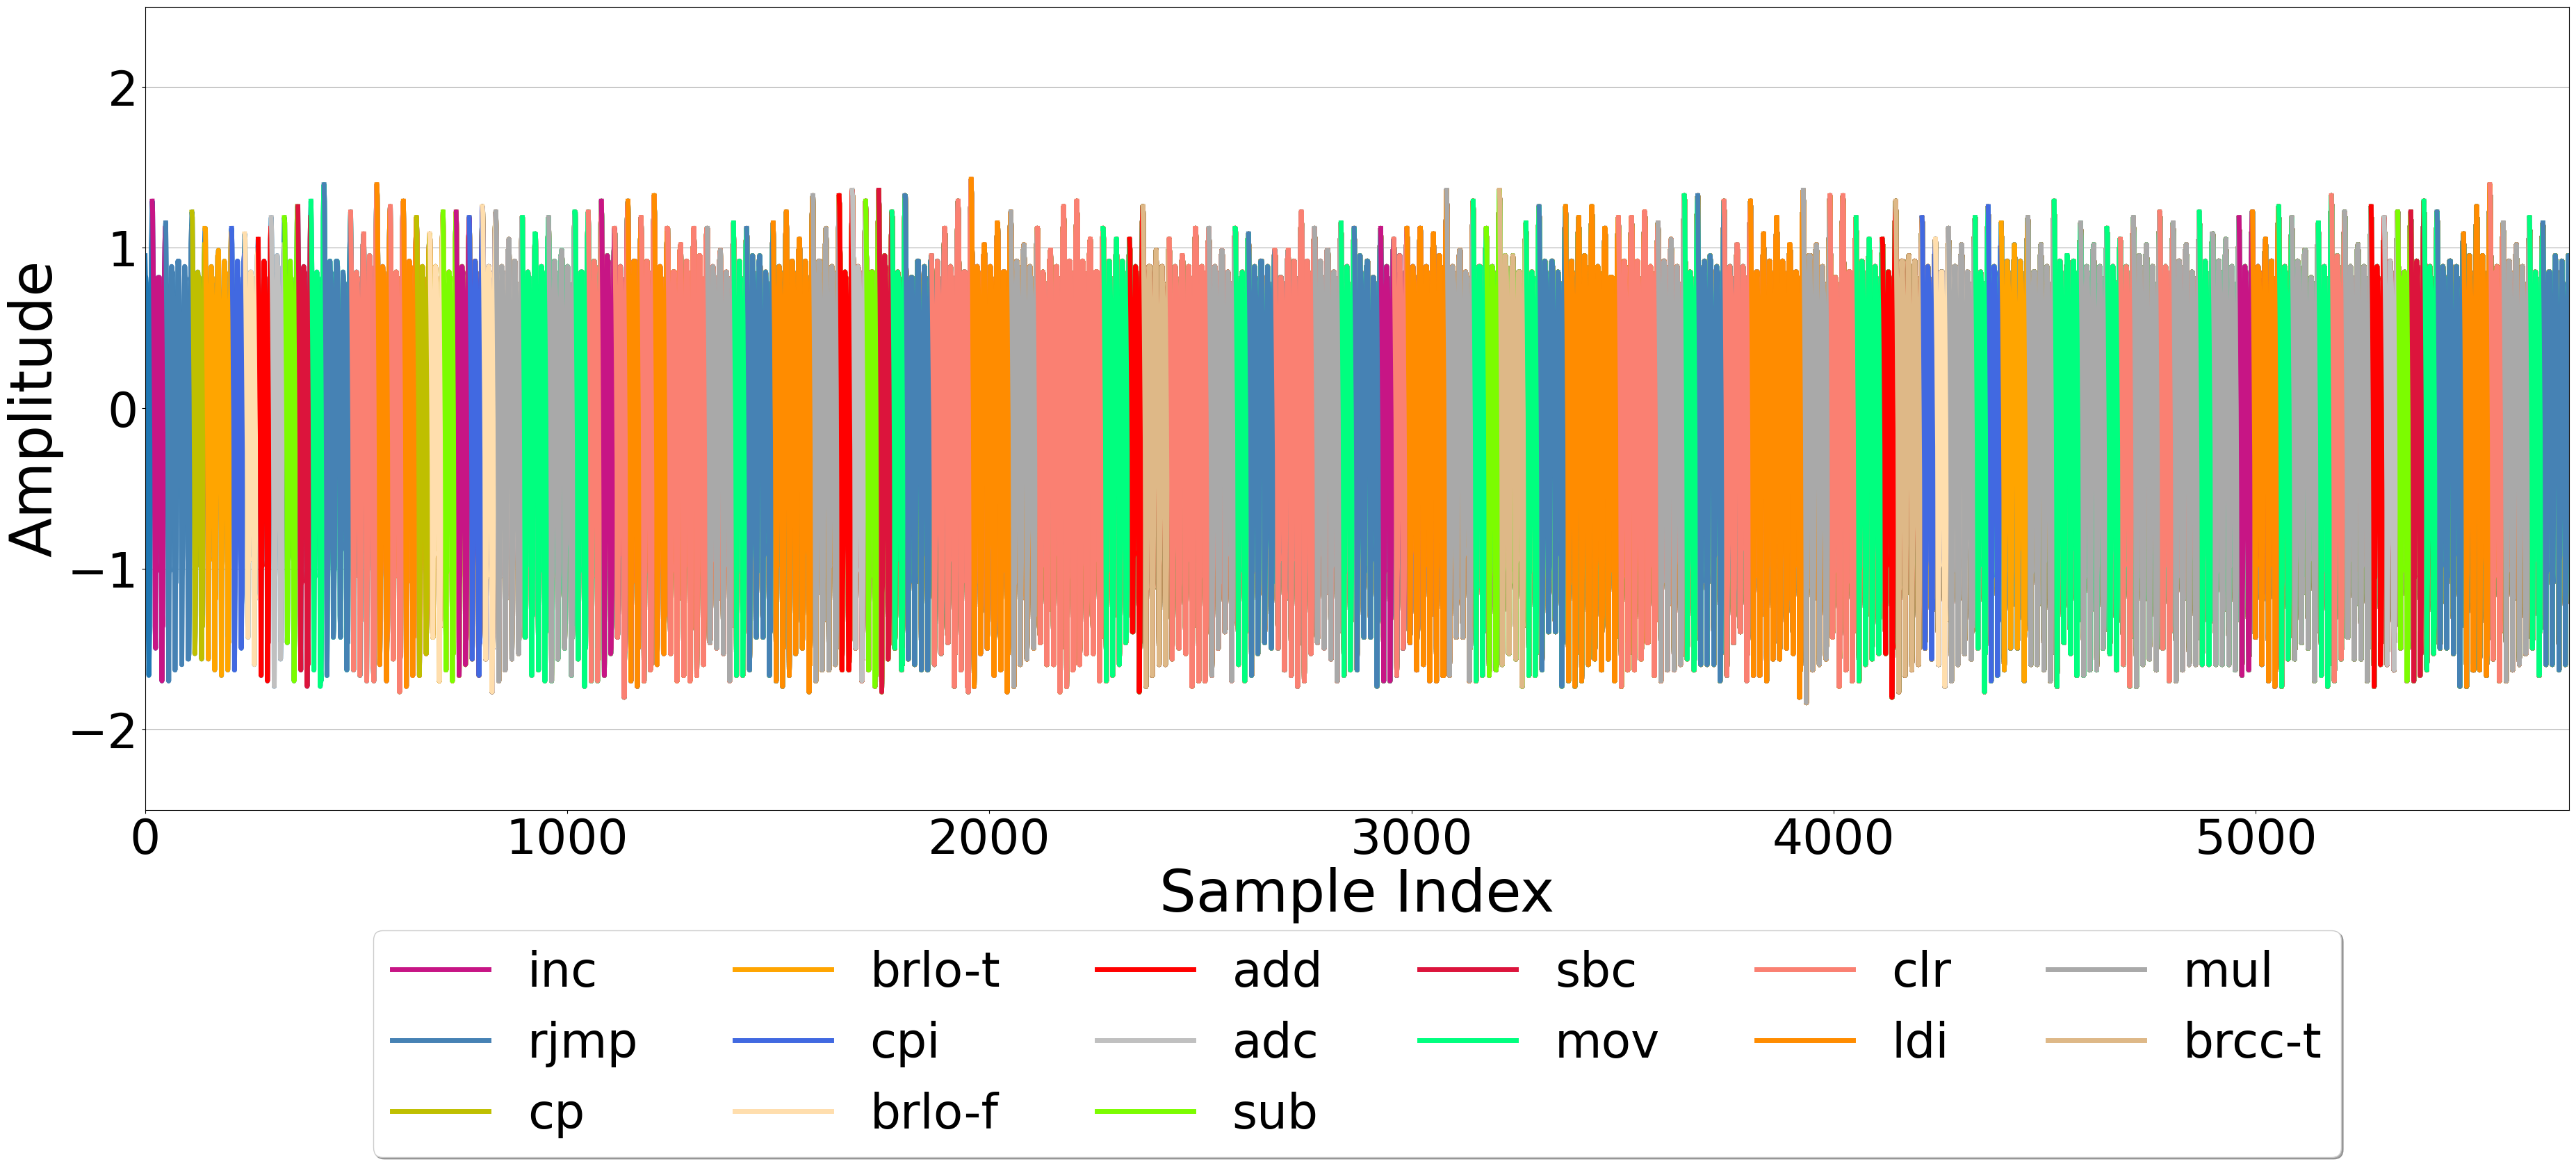 2
1
0
−1
−2
Amplitude
0 1000 2000 3000 4000 5000
Sample Index
inc brlo-t add sbc clr mul
rjmp cpi adc mov ldi brcc-t
cp brlo-f sub